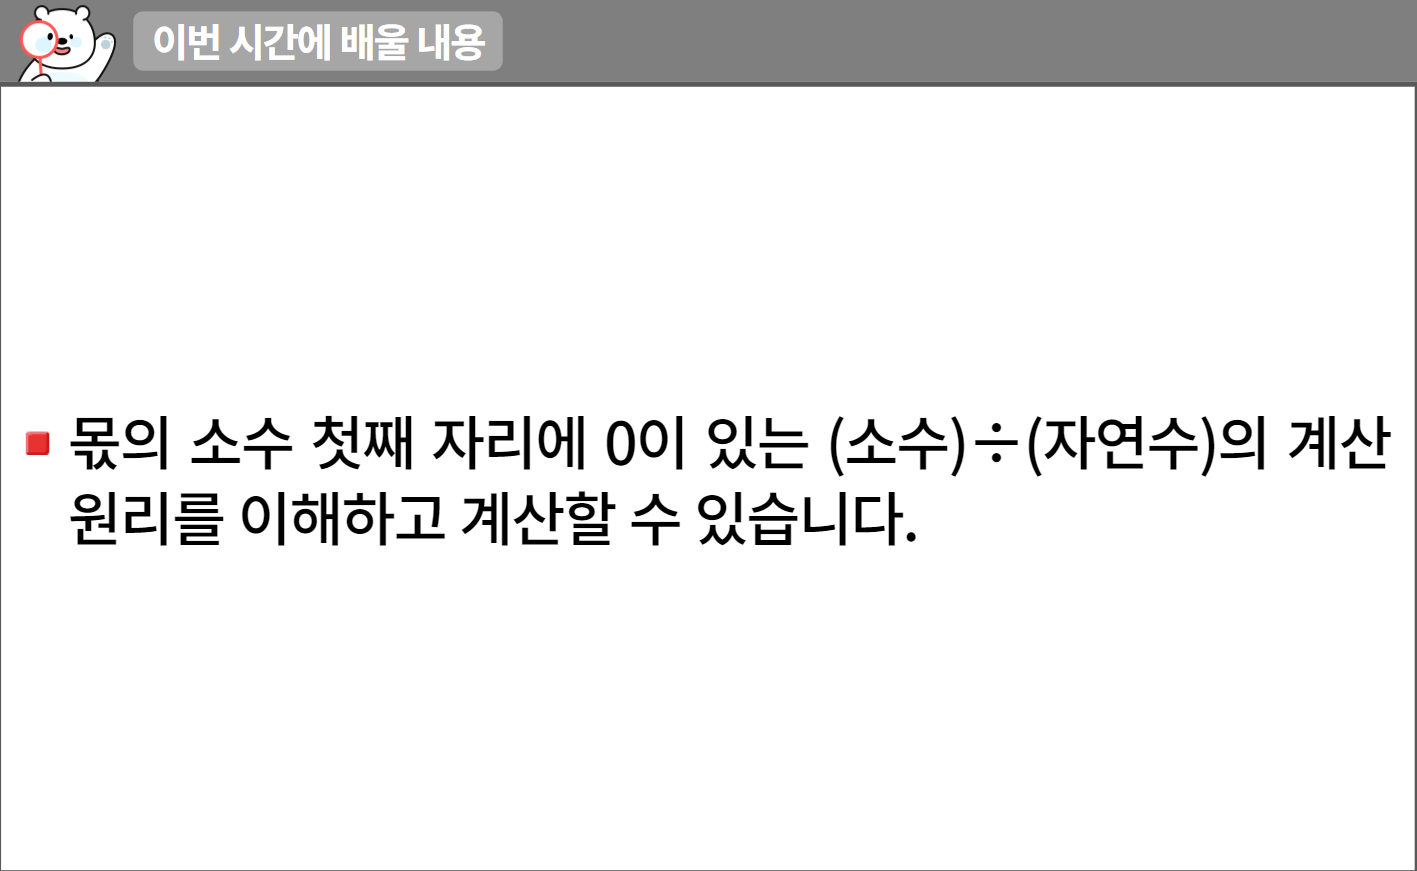 이번 시간에 배울 내용
몫의 소수 첫째 자리에 0이 있는 (소수)÷(자연수)의 계산
원리를 이해하고 계산할 수 있습니다.